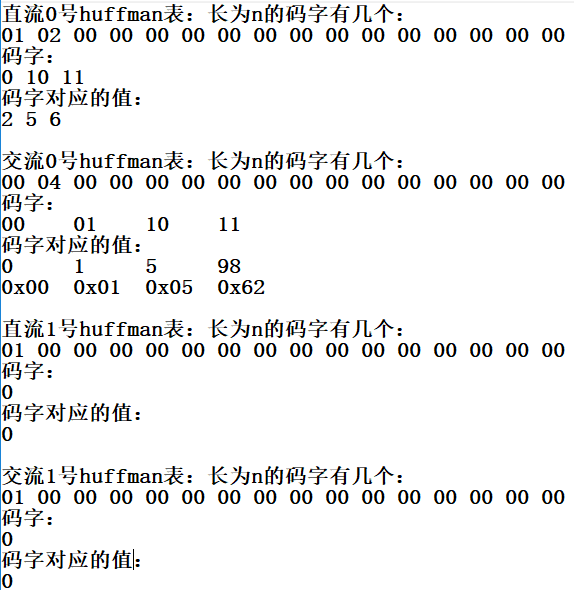 直流0号huffman表：长为n的码字有几个：
01 02 00 00 00 00 00 00 00 00 00 00 00 00 00 00
码字：
0 10 11
码字对应的值：
2 5 6
交流0号huffman表：长为n的码字有几个：
00 04 00 00 00 00 00 00 00 00 00 00 00 00 00 00
码字：
00 01 10 11
码字对应的值：
0 1 5 98
0x00 0x01 0x05 0x62
直流1号huffman表：长为n的码字有几个：
01 00 00 00 00 00 00 00 00 00 00 00 00 00 00 00
码字：
0
码字对应的值：
0
交流1号huffman表：长为n的码字有几个：
01 00 00 00 00 00 00 00 00 00 00 00 00 00 00 00
码字：
0
码字对应的值：
0